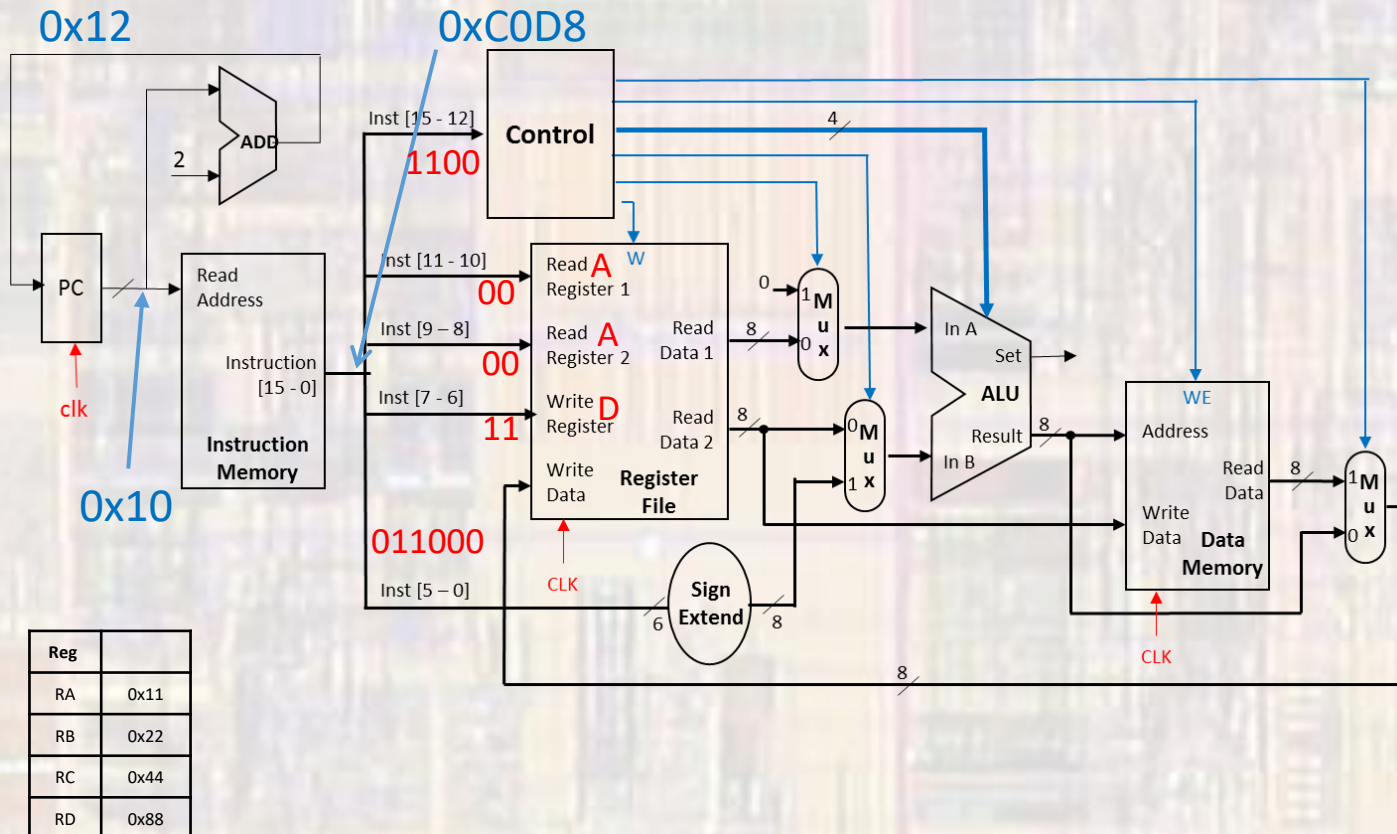 0x12
0xC0D8
Inst [15 - 12]
1100
Control
4
ADD
2
PC
clk
0x10
Read
Address
Instruction
[15 - 0]
Instruction
Memory
Inst [11 - 10]
00
Inst [9 – 8]
00
Inst [7 - 6]
11
011000
Inst [5 – 0]
6
W
Read A
Register 1
Read A
Register 2
Write D
Register
Write
Data
Read
Data 1
8
Read
Data 2
8
Register
File
CLK
Sign
Extend
8
0
1
0
M
u
x
0
1
M
u
x
In A
Set
ALU
Result
8
In B
WE
Address
Read
Data
8
Write
Data
Data
Memory
CLK
1
0
M
u
x
8
Reg
RA 0x11
RB 0x22
RC 0x44
RD 0x88